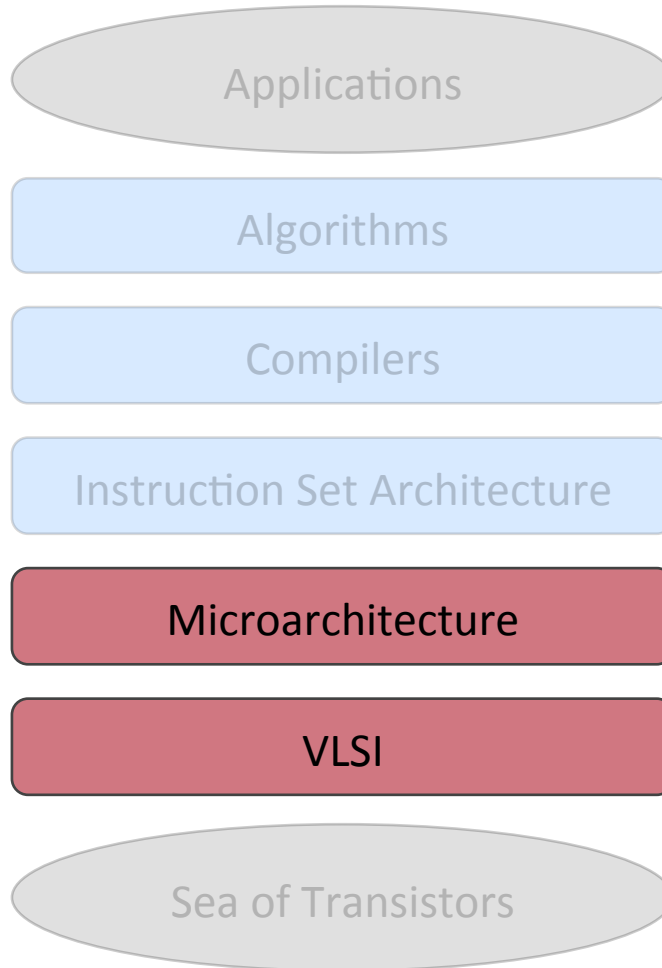 Applications
Algorithms
Compilers
Instruction Set Architecture
Microarchitecture
VLSI
Sea of Transistors